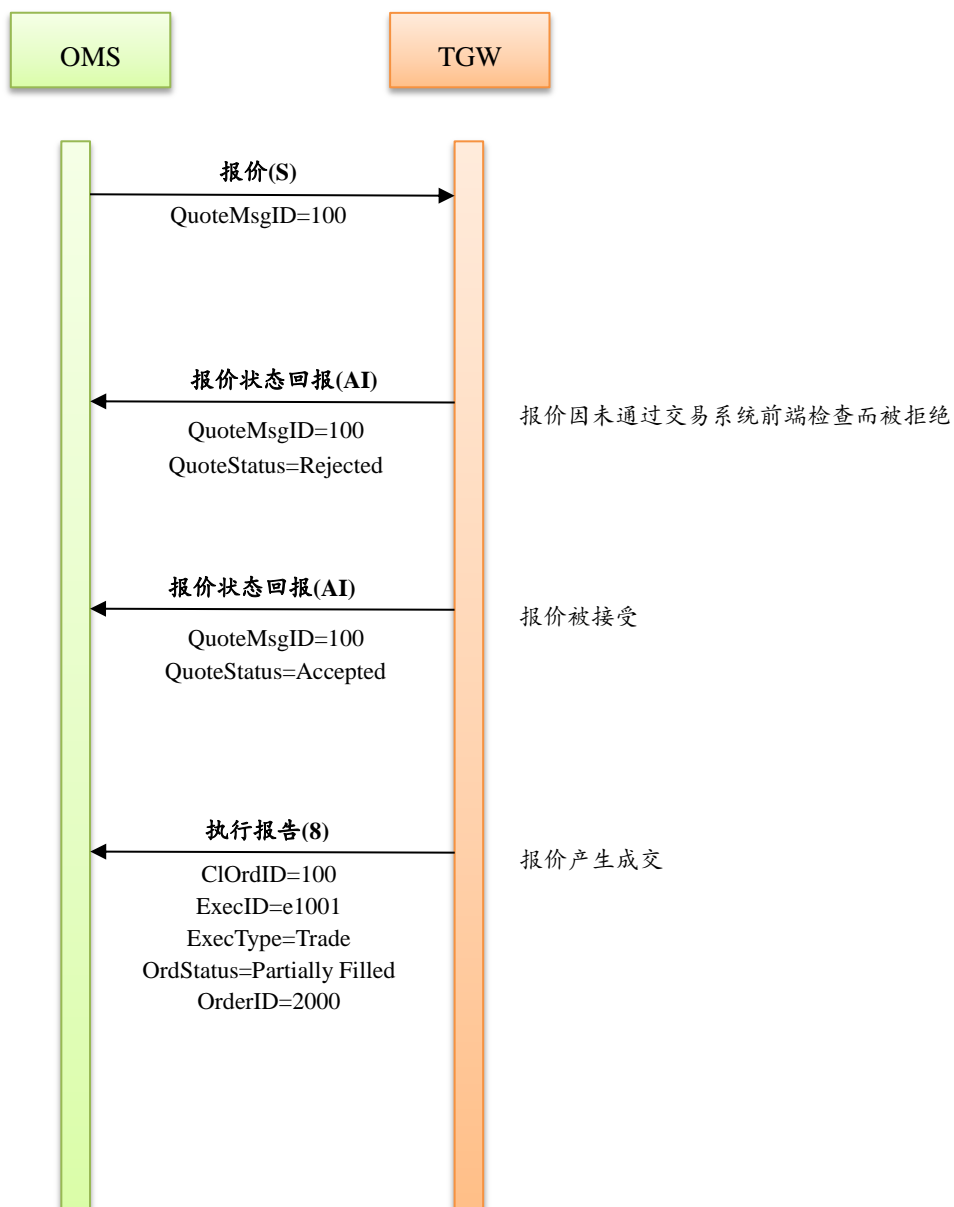 OMS
TGW
报价(S)
QuoteMsgID=100
报价状态回报(AI)
QuoteMsgID=100
QuoteStatus=Rejected
报价因未通过交易系统前端检查而被拒绝
报价状态回报(AI)
QuoteMsgID=100
QuoteStatus=Accepted
报价被接受
执行报告(8)
ClOrdID=100
ExecID=e1001
ExecType=Trade
OrdStatus=Partially Filled
OrderID=2000
报价产生成交